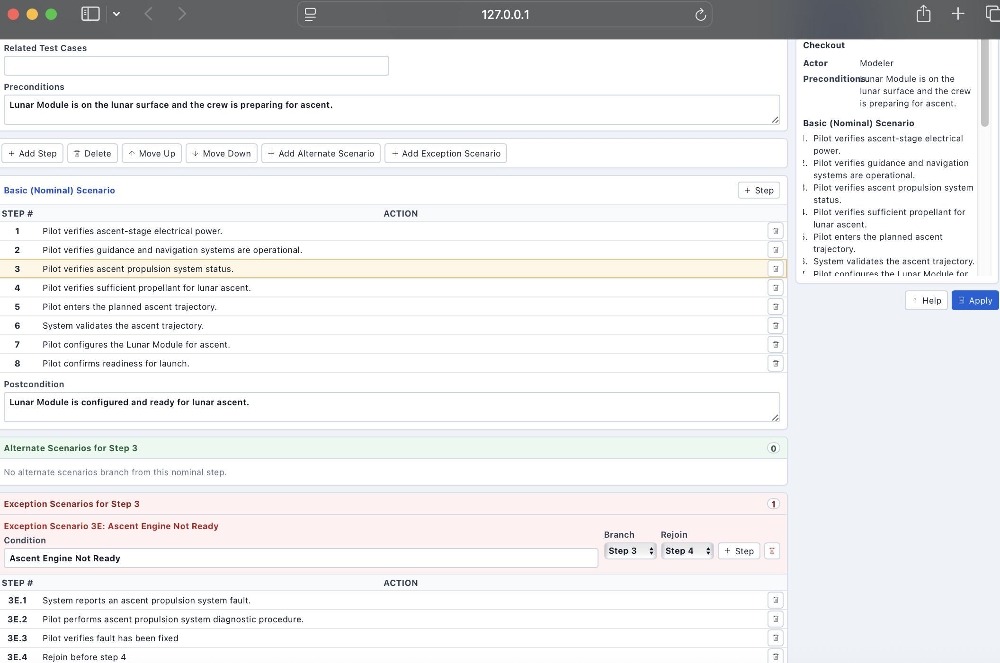 127.0.0.1
Related Test Cases
Preconditions
Lunar Module is on the lunar surface and the crew is preparing for ascent.
+ Add Step
Delete
↑ Move Up
↓ Move Down
+ Add Alternate Scenario
+ Add Exception Scenario
Basic (Nominal) Scenario
+ Step
STEP # ACTION
1 Pilot verifies ascent-stage electrical power.
2 Pilot verifies guidance and navigation systems are operational.
3 Pilot verifies ascent propulsion system status.
4 Pilot verifies sufficient propellant for lunar ascent.
5 Pilot enters the planned ascent trajectory.
6 System validates the ascent trajectory.
7 Pilot configures the Lunar Module for ascent.
8 Pilot confirms readiness for launch.
Postcondition
Lunar Module is configured and ready for lunar ascent.
Alternate Scenarios for Step 3
0
No alternate scenarios branch from this nominal step.
Exception Scenarios for Step 3
1
Exception Scenario 3E: Ascent Engine Not Ready
Condition
Ascent Engine Not Ready
Branch
Step 3
Rejoin
Step 4
+ Step
STEP # ACTION
3E.1 System reports an ascent propulsion system fault.
3E.2 Pilot performs ascent propulsion system diagnostic procedure.
3E.3 Pilot verifies fault has been fixed
3E.4 Rejoin before step 4
Checkout
Actor Modeler
Preconditions Lunar Module is on the
lunar surface and the crew
is preparing for ascent.
Basic (Nominal) Scenario
1. Pilot verifies ascent-stage electrical
power.
2. Pilot verifies guidance and navigation
systems are operational.
3. Pilot verifies ascent propulsion system
status.
4. Pilot verifies sufficient propellant for
lunar ascent.
5. Pilot enters the planned ascent
trajectory.
6. System validates the ascent trajectory.
7. Pilot configures the Lunar Module for
? Help
Apply